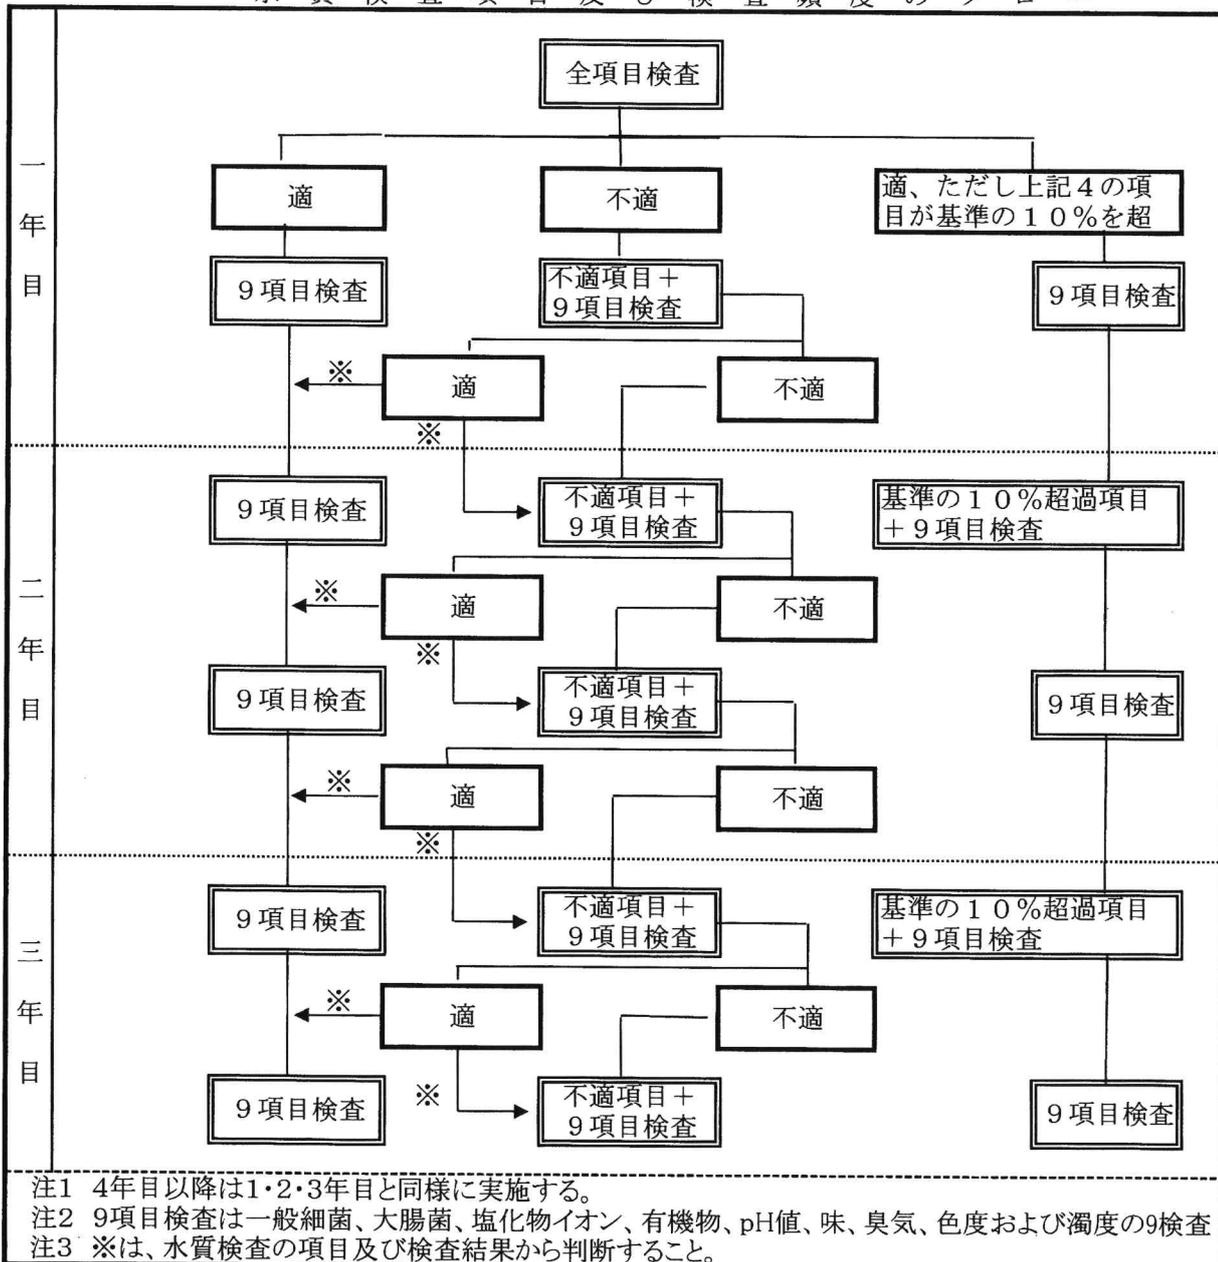 全項目検査
一年目
適
不適
適、ただし上記4の項
目が基準の10%を超
9項目検査
不適項目+
9項目検査
9項目検査
※
適
不適
※
二年目
9項目検査
不適項目+
9項目検査
基準の10%超過項目
+9項目検査
※
適
不適
※
9項目検査
不適項目+
9項目検査
9項目検査
※
適
不適
※
三年目
9項目検査
不適項目+
9項目検査
基準の10%超過項目
+9項目検査
※
適
不適
※
9項目検査
不適項目+
9項目検査
9項目検査
注1 4年目以降は1・2・3年目と同様に実施する。
注2 9項目検査は一般細菌、大腸菌、塩化物イオン、有機物、pH値、味、臭気、色度および濁度の9検査
注3 ※は、水質検査の項目及び検査結果から判断すること。